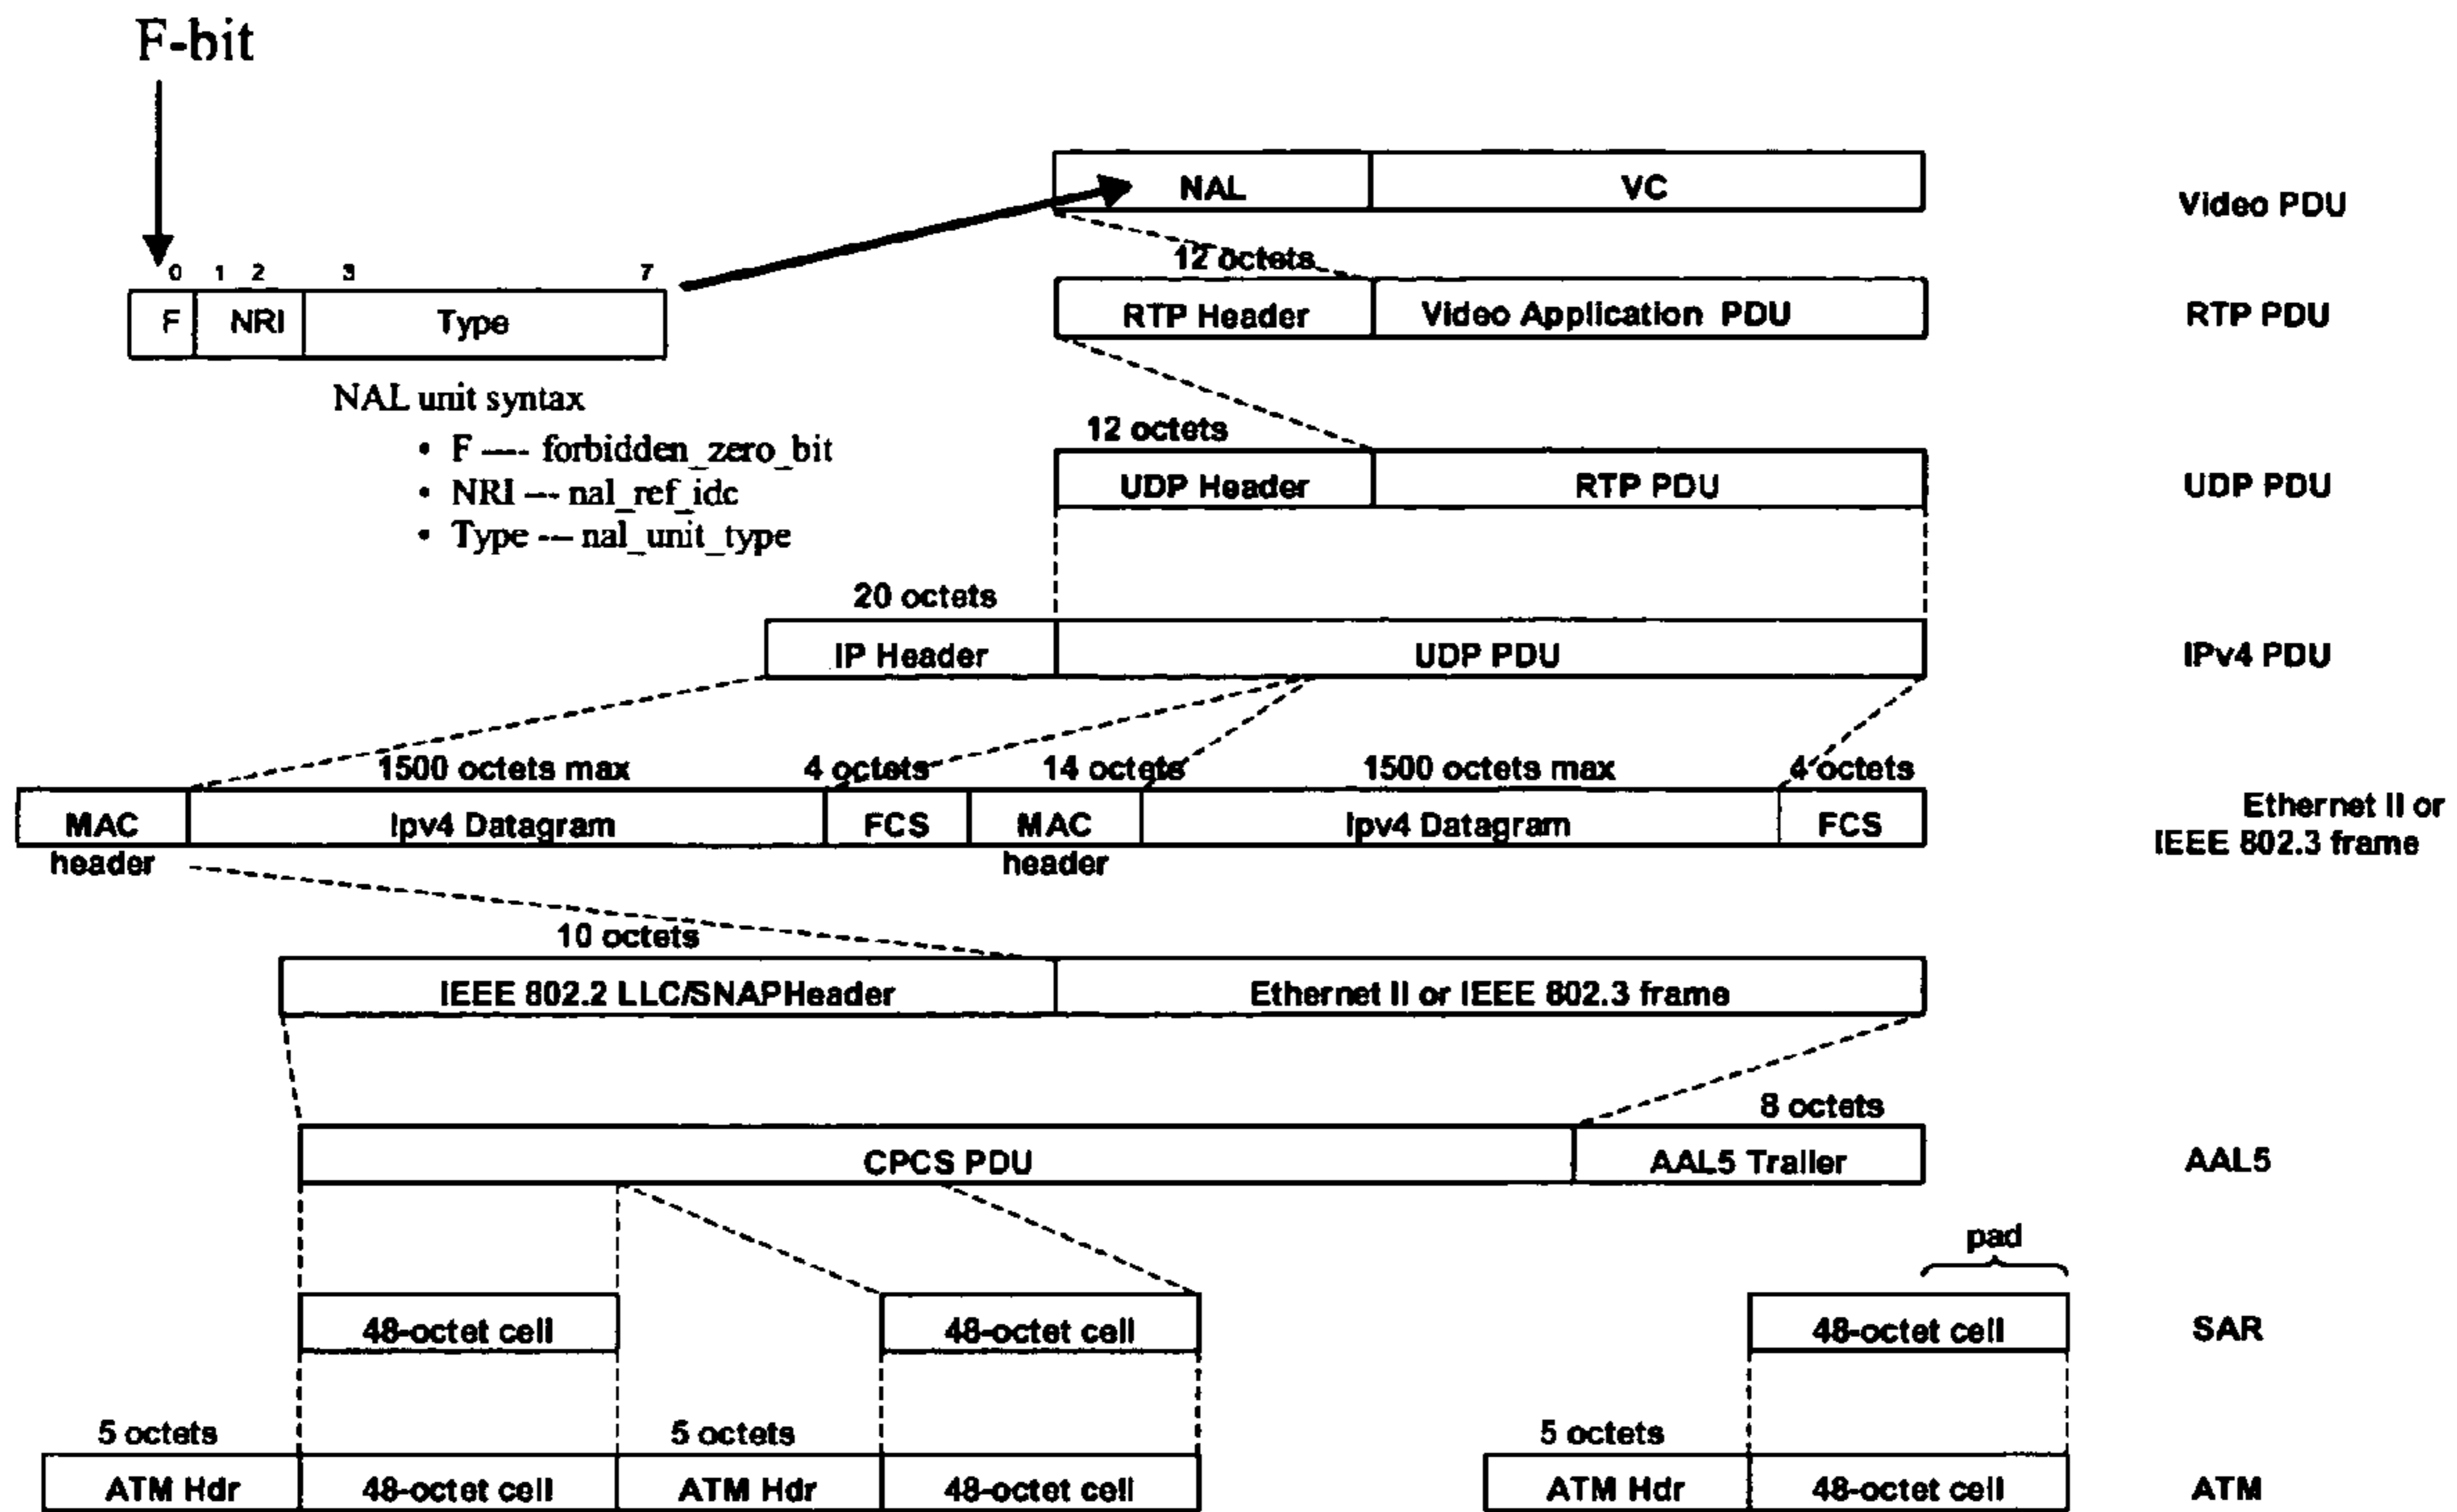 F-bit
NAL VC Video PDU
12 octets
0 1 2 3 7
F NRI Type
RTP Header Video Application PDU RTP PDU
NAL unit syntax
• F ---- forbidden_zero_bit
• NRI --- nal_ref_idc
• Type --- nal_unit_type
12 octets
UDP Header RTP PDU UDP PDU
20 octets
IP Header UDP PDU IPv4 PDU
1500 octets max 4 octets 14 octets 1500 octets max 4 octets
MAC Ipv4 Datagram FCS MAC Ipv4 Datagram FCS
header header
Ethernet II or
IEEE 802.3 frame
10 octets
IEEE 802.2 LLC/SNAPHeader Ethernet II or IEEE 802.3 frame
8 octets
CPCS PDU AAL5 Trailer AAL5
pad
48-octet cell 48-octet cell 48-octet cell SAR
5 octets 5 octets 5 octets
ATM Hdr 48-octet cell ATM Hdr 48-octet cell ATM Hdr 48-octet cell ATM